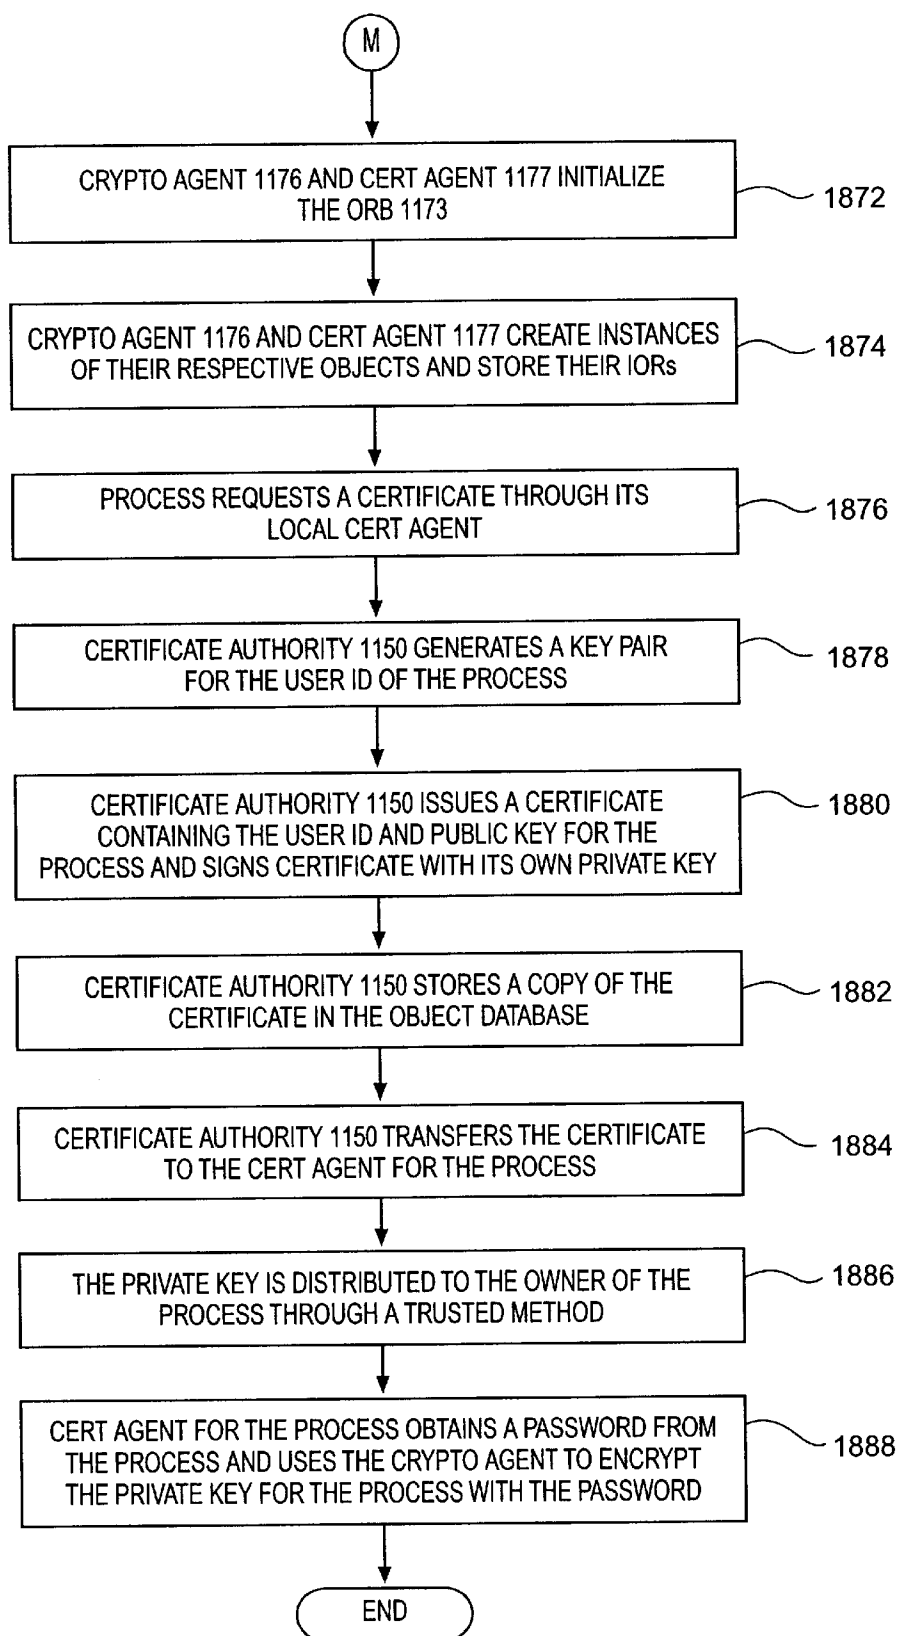 M
CRYPTO AGENT 1176 AND CERT AGENT 1177 INITIALIZE
THE ORB 1173
1872
CRYPTO AGENT 1176 AND CERT AGENT 1177 CREATE INSTANCES
OF THEIR RESPECTIVE OBJECTS AND STORE THEIR IORs
1874
PROCESS REQUESTS A CERTIFICATE THROUGH ITS
LOCAL CERT AGENT
1876
CERTIFICATE AUTHORITY 1150 GENERATES A KEY PAIR
FOR THE USER ID OF THE PROCESS
1878
CERTIFICATE AUTHORITY 1150 ISSUES A CERTIFICATE
CONTAINING THE USER ID AND PUBLIC KEY FOR THE
PROCESS AND SIGNS CERTIFICATE WITH ITS OWN PRIVATE KEY
1880
CERTIFICATE AUTHORITY 1150 STORES A COPY OF THE
CERTIFICATE IN THE OBJECT DATABASE
1882
CERTIFICATE AUTHORITY 1150 TRANSFERS THE CERTIFICATE
TO THE CERT AGENT FOR THE PROCESS
1884
THE PRIVATE KEY IS DISTRIBUTED TO THE OWNER OF THE
PROCESS THROUGH A TRUSTED METHOD
1886
CERT AGENT FOR THE PROCESS OBTAINS A PASSWORD FROM
THE PROCESS AND USES THE CRYPTO AGENT TO ENCRYPT
THE PRIVATE KEY FOR THE PROCESS WITH THE PASSWORD
1888
END